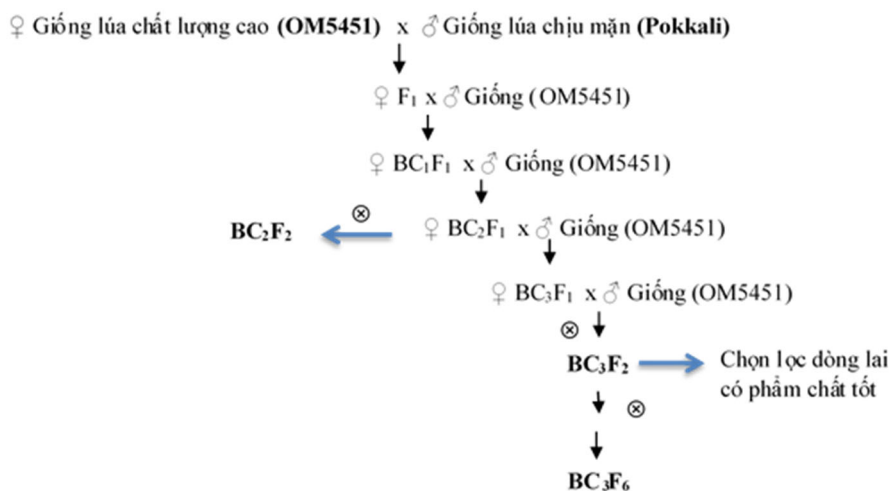 ♀ Giống lúa chất lượng cao (OM5451) x ♂ Giống lúa chịu mặn (Pokkali)
♀ F₁ x ♂ Giống (OM5451)
♀ BC₁F₁ x ♂ Giống (OM5451)
BC₂F₂ ⊗ ♀ BC₂F₁ x ♂ Giống (OM5451)
♀ BC₃F₁ x ♂ Giống (OM5451)
⊗
BC₃F₂ Chọn lọc dòng lai
có phẩm chất tốt
⊗
BC₃F₆